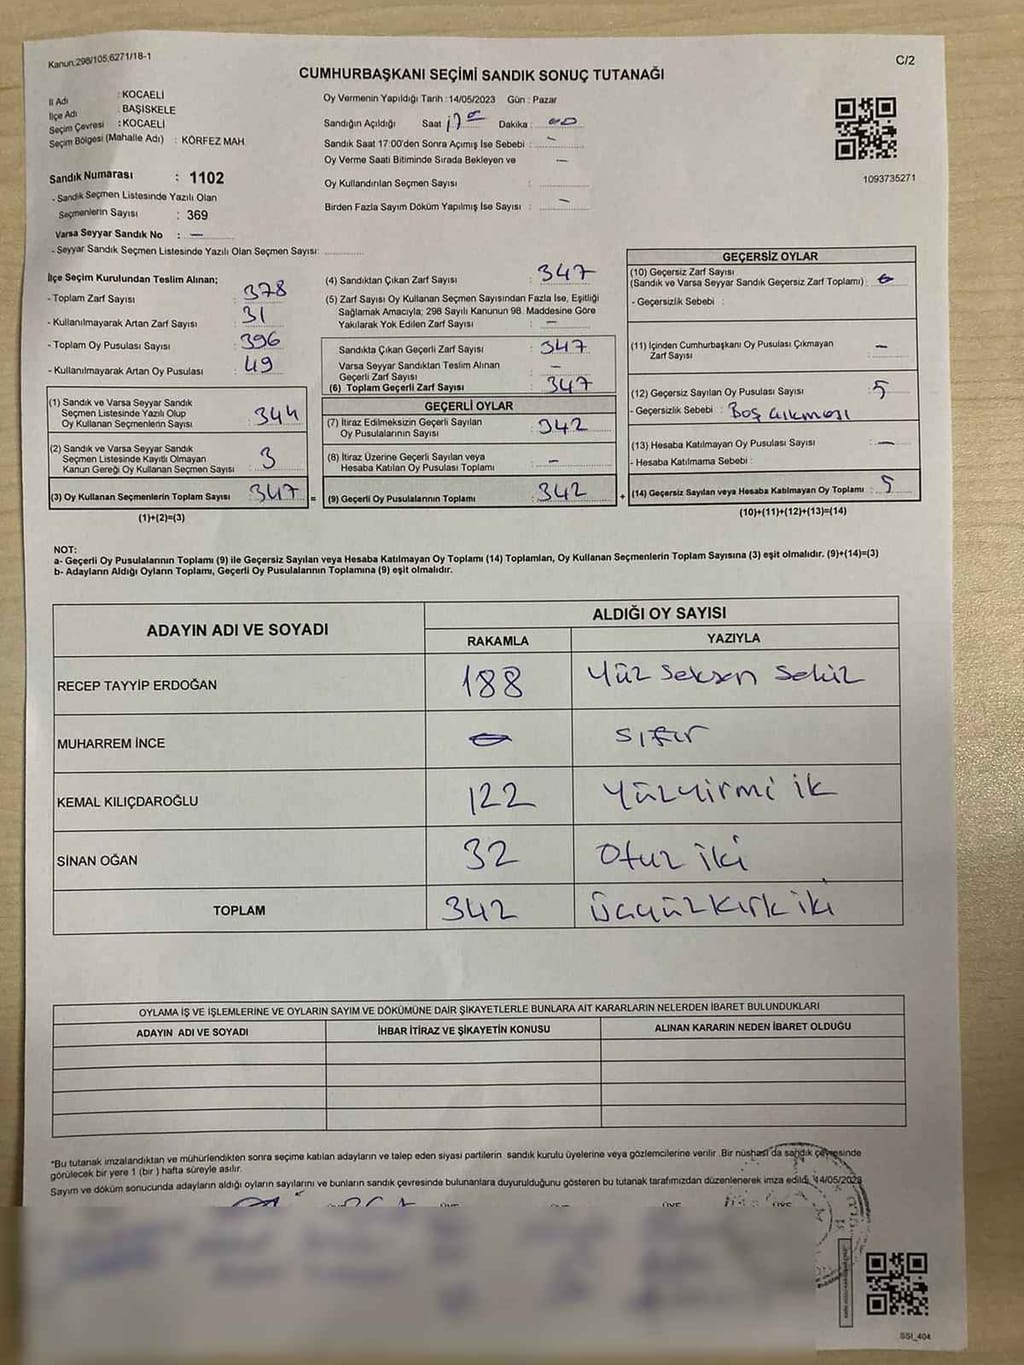 Kanun,298/105;6271/18-1
C/2
CUMHURBAŞKANI SEÇİMİ SANDIK SONUÇ TUTANAĞI
İl Adı : KOCAELİ
İlçe Adı : BAŞİSKELE
Seçim Çevresi : KOCAELİ
Seçim Bölgesi (Mahalle Adı) : KÖRFEZ MAH
Sandık Numarası : 1102
- Sandık Seçmen Listesinde Yazılı Olan
Seçmenlerin Sayısı : 369
Varsa Seyyar Sandık No : —
- Seyyar Sandık Seçmen Listesinde Yazılı Olan Seçmen Sayısı:
Oy Vermenin Yapıldığı Tarih : 14/05/2023 Gün : Pazar
Sandığın Açıldığı Saat Dakika : 00
Sandık Saat 17:00'den Sonra Açımış İse Sebebi : —
Oy Verme Saati Bitiminde Sırada Bekleyen ve —
Oy Kullandırılan Seçmen Sayısı :
Birden Fazla Sayım Döküm Yapılmış İse Sayısı : —
1093735271
İlçe Seçim Kurulundan Teslim Alınan;
- Toplam Zarf Sayısı : 378
- Kullanılmayarak Artan Zarf Sayısı : 31
- Toplam Oy Pusulası Sayısı : 396
- Kullanılmayarak Artan Oy Pusulası : 49
(1) Sandık ve Varsa Seyyar Sandık
Seçmen Listesinde Yazılı Olup
Oy Kullanan Seçmenlerin Sayısı : 344
(2) Sandık ve Varsa Seyyar Sandık
Seçmen Listesinde Kayıtlı Olmayan
Kanun Gereği Oy Kullanan Seçmen Sayısı : 3
(3) Oy Kullanan Seçmenlerin Toplam Sayısı : 347 =
(1)+(2)=(3)
(4) Sandıktan Çıkan Zarf Sayısı : 347
(5) Zarf Sayısı Oy Kullanan Seçmen Sayısından Fazla İse, Eşitliği
Sağlamak Amacıyla; 298 Sayılı Kanunun 98. Maddesine Göre
Yakılarak Yok Edilen Zarf Sayısı : —
Sandıkta Çıkan Geçerli Zarf Sayısı : 347
Varsa Seyyar Sandıktan Teslim Alınan
Geçerli Zarf Sayısı : —
(6) Toplam Geçerli Zarf Sayısı : 347
GEÇERLİ OYLAR
(7) İtiraz Edilmeksizin Geçerli Sayılan
Oy Pusulalarının Sayısı : 342
(8) İtiraz Üzerine Geçerli Sayılan veya
Hesaba Katılan Oy Pusulası Toplamı : —
(9) Geçerli Oy Pusulalarının Toplamı : 342 +
GEÇERSİZ OYLAR
(10) Geçersiz Zarf Sayısı
(Sandık ve Varsa Seyyar Sandık Geçersiz Zarf Toplamı) :
- Geçersizlik Sebebi :
(11) İçinden Cumhurbaşkanı Oy Pusulası Çıkmayan
Zarf Sayısı : —
(12) Geçersiz Sayılan Oy Pusulası Sayısı : 5
- Geçersizlik Sebebi : Boş çıkması
(13) Hesaba Katılmayan Oy Pusulası Sayısı : —
- Hesaba Katılmama Sebebi :
(14) Geçersiz Sayılan veya Hesaba Katılmayan Oy Toplamı : 5
(10)+(11)+(12)+(13)=(14)
NOT:
a- Geçerli Oy Pusulalarının Toplamı (9) ile Geçersiz Sayılan veya Hesaba Katılmayan Oy Toplamı (14) Toplamları, Oy Kullanan Seçmenlerin Toplam Sayısına (3) eşit olmalıdır. (9)+(14)=(3)
b- Adayların Aldığı Oyların Toplamı, Geçerli Oy Pusulalarının Toplamına (9) eşit olmalıdır.
ADAYIN ADI VE SOYADI ALDIĞI OY SAYISI
RAKAMLA YAZIYLA
RECEP TAYYİP ERDOĞAN 188 Yüz seksen sekiz
MUHARREM İNCE sıfır
KEMAL KILIÇDAROĞLU 122 Yüzyirmi ik
SİNAN OĞAN 32 Otuz iki
TOPLAM 342 Üçyüzkırk iki
OYLAMA İŞ VE İŞLEMLERİNE VE OYLARIN SAYIM VE DÖKÜMÜNE DAİR ŞİKAYETLERLE BUNLARA AİT KARARLARIN NELERDEN İBARET BULUNDUKLARI
ADAYIN ADI VE SOYADI İHBAR İTİRAZ VE ŞİKAYETİN KONUSU ALINAN KARARIN NEDEN İBARET OLDUĞU
*Bu tutanak imzalandıktan ve mühürlendikten sonra seçime katılan adayların ve talep eden siyasi partilerin sandık kurulu üyelerine veya gözlemcilerine verilir .Bir nüshası da sandık çevresinde
görülecek bir yere 1 (bir ) hafta süreyle asılır.
Sayım ve döküm sonucunda adayların aldığı oyların sayılarını ve bunların sandık çevresinde bulunanlara duyurulduğunu gösteren bu tutanak tarafımızdan düzenlenerek imza edildi. 14/05/2023
ÜYE ÜYE ÜYE
SSI_404